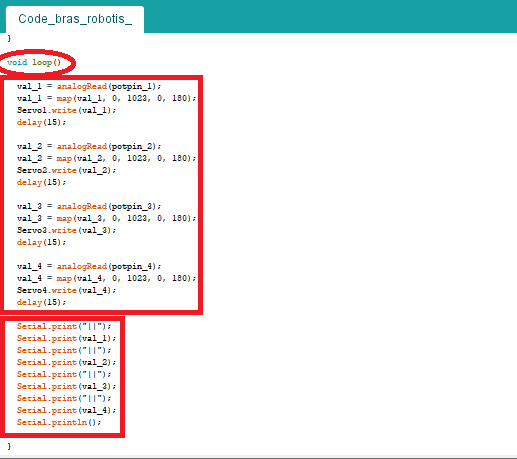 Code_bras_robotis_
}
void loop()
val_1 = analogRead(potpin_1);
val_1 = map(val_1, 0, 1023, 0, 180);
Servo1.write(val_1);
delay(15);
val_2 = analogRead(potpin_2);
val_2 = map(val_2, 0, 1023, 0, 180);
Servo2.write(val_2);
delay(15);
val_3 = analogRead(potpin_3);
val_3 = map(val_3, 0, 1023, 0, 180);
Servo3.write(val_3);
delay(15);
val_4 = analogRead(potpin_4);
val_4 = map(val_4, 0, 1023, 0, 180);
Servo4.write(val_4);
delay(15);
Serial.print("||");
Serial.print(val_1);
Serial.print("||");
Serial.print(val_2);
Serial.print("||");
Serial.print(val_3);
Serial.print("||");
Serial.print(val_4);
Serial.println();
}